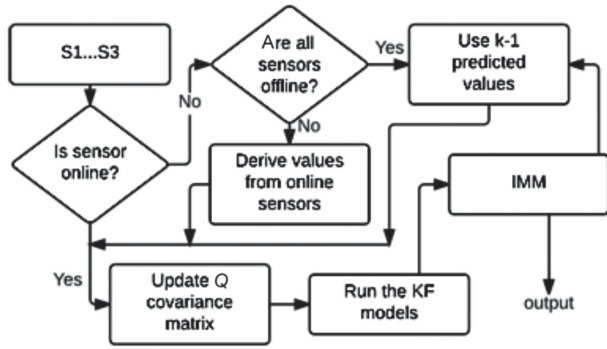 S1...S3
Are all
sensors
offline?
Yes
Use k-1
predicted
values
No
No
Is sensor
online?
Derive values
from online
sensors
IMM
Yes
Update Q
covariance
matrix
Run the KF
models
output